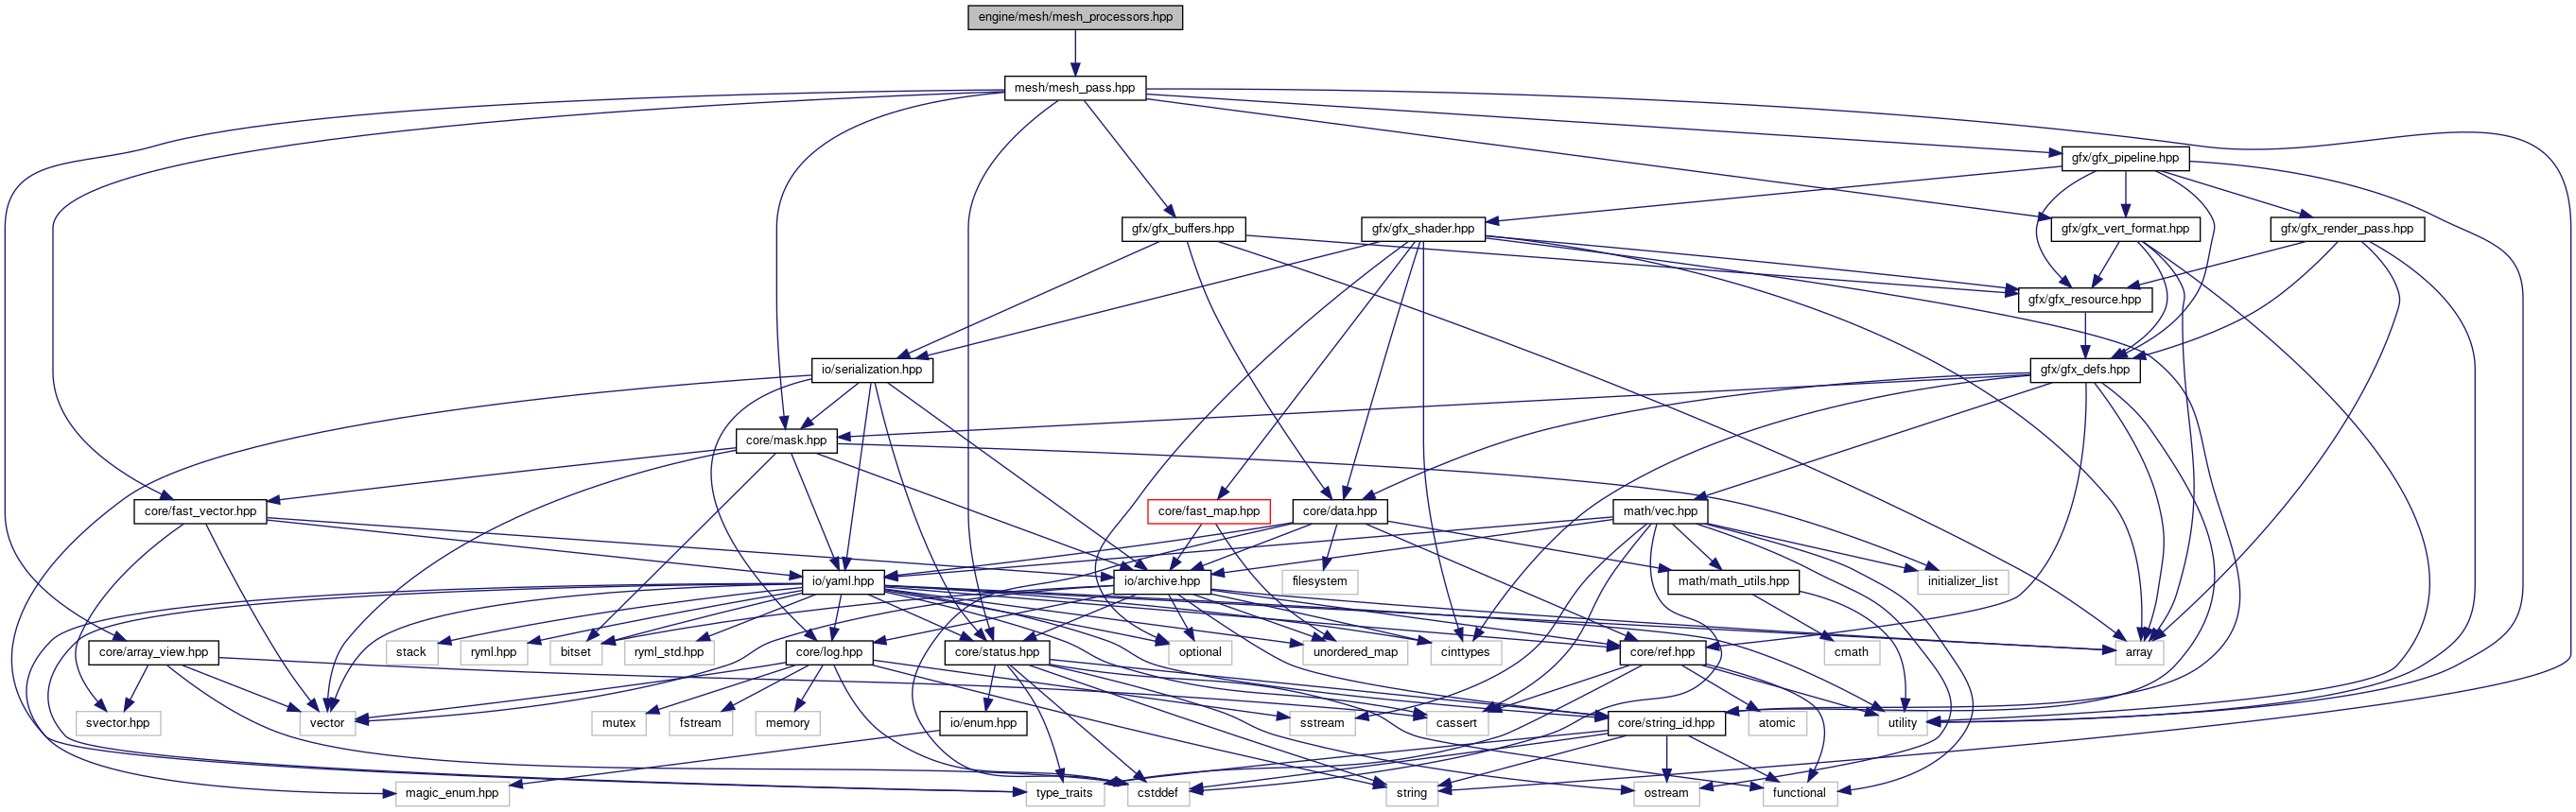 engine/mesh/mesh_processors.hpp
mesh/mesh_pass.hpp
gfx/gfx_pipeline.hpp
gfx/gfx_buffers.hpp
gfx/gfx_shader.hpp
gfx/gfx_vert_format.hpp
gfx/gfx_render_pass.hpp
gfx/gfx_resource.hpp
io/serialization.hpp
gfx/gfx_defs.hpp
core/mask.hpp
core/fast_vector.hpp
core/fast_map.hpp
core/data.hpp
math/vec.hpp
io/yaml.hpp
io/archive.hpp
filesystem
math/math_utils.hpp
initializer_list
core/array_view.hpp
stack
ryml.hpp
bitset
ryml_std.hpp
core/log.hpp
core/status.hpp
optional
unordered_map
cinttypes
core/ref.hpp
cmath
array
svector.hpp
vector
mutex
fstream
memory
io/enum.hpp
sstream
cassert
core/string_id.hpp
atomic
utility
magic_enum.hpp
type_traits
cstddef
string
ostream
functional